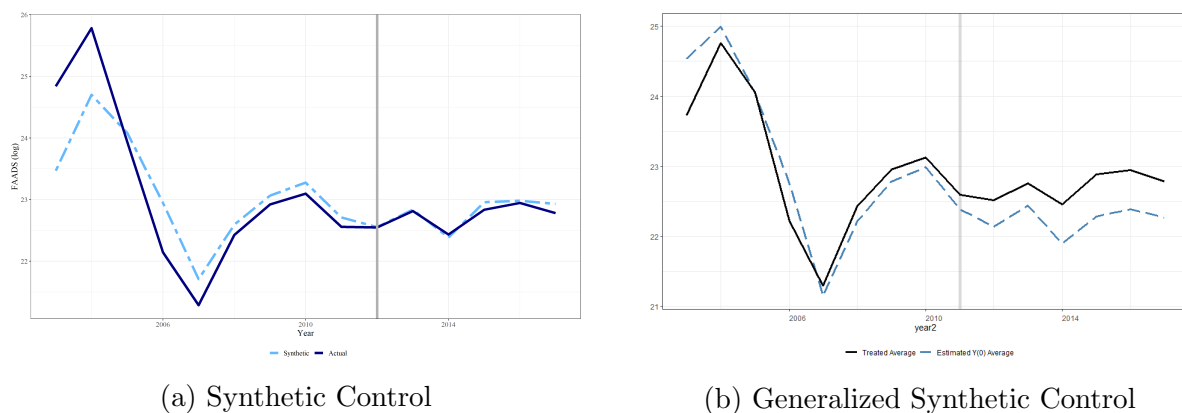 26
25
24
23
22
FAADS (log)
2006
2010
2014
Year
Synthetic
Actual
(a) Synthetic Control
25
24
23
22
21
2006
2010
2014
year2
Treated Average
Estimated Y(0) Average
(b) Generalized Synthetic Control